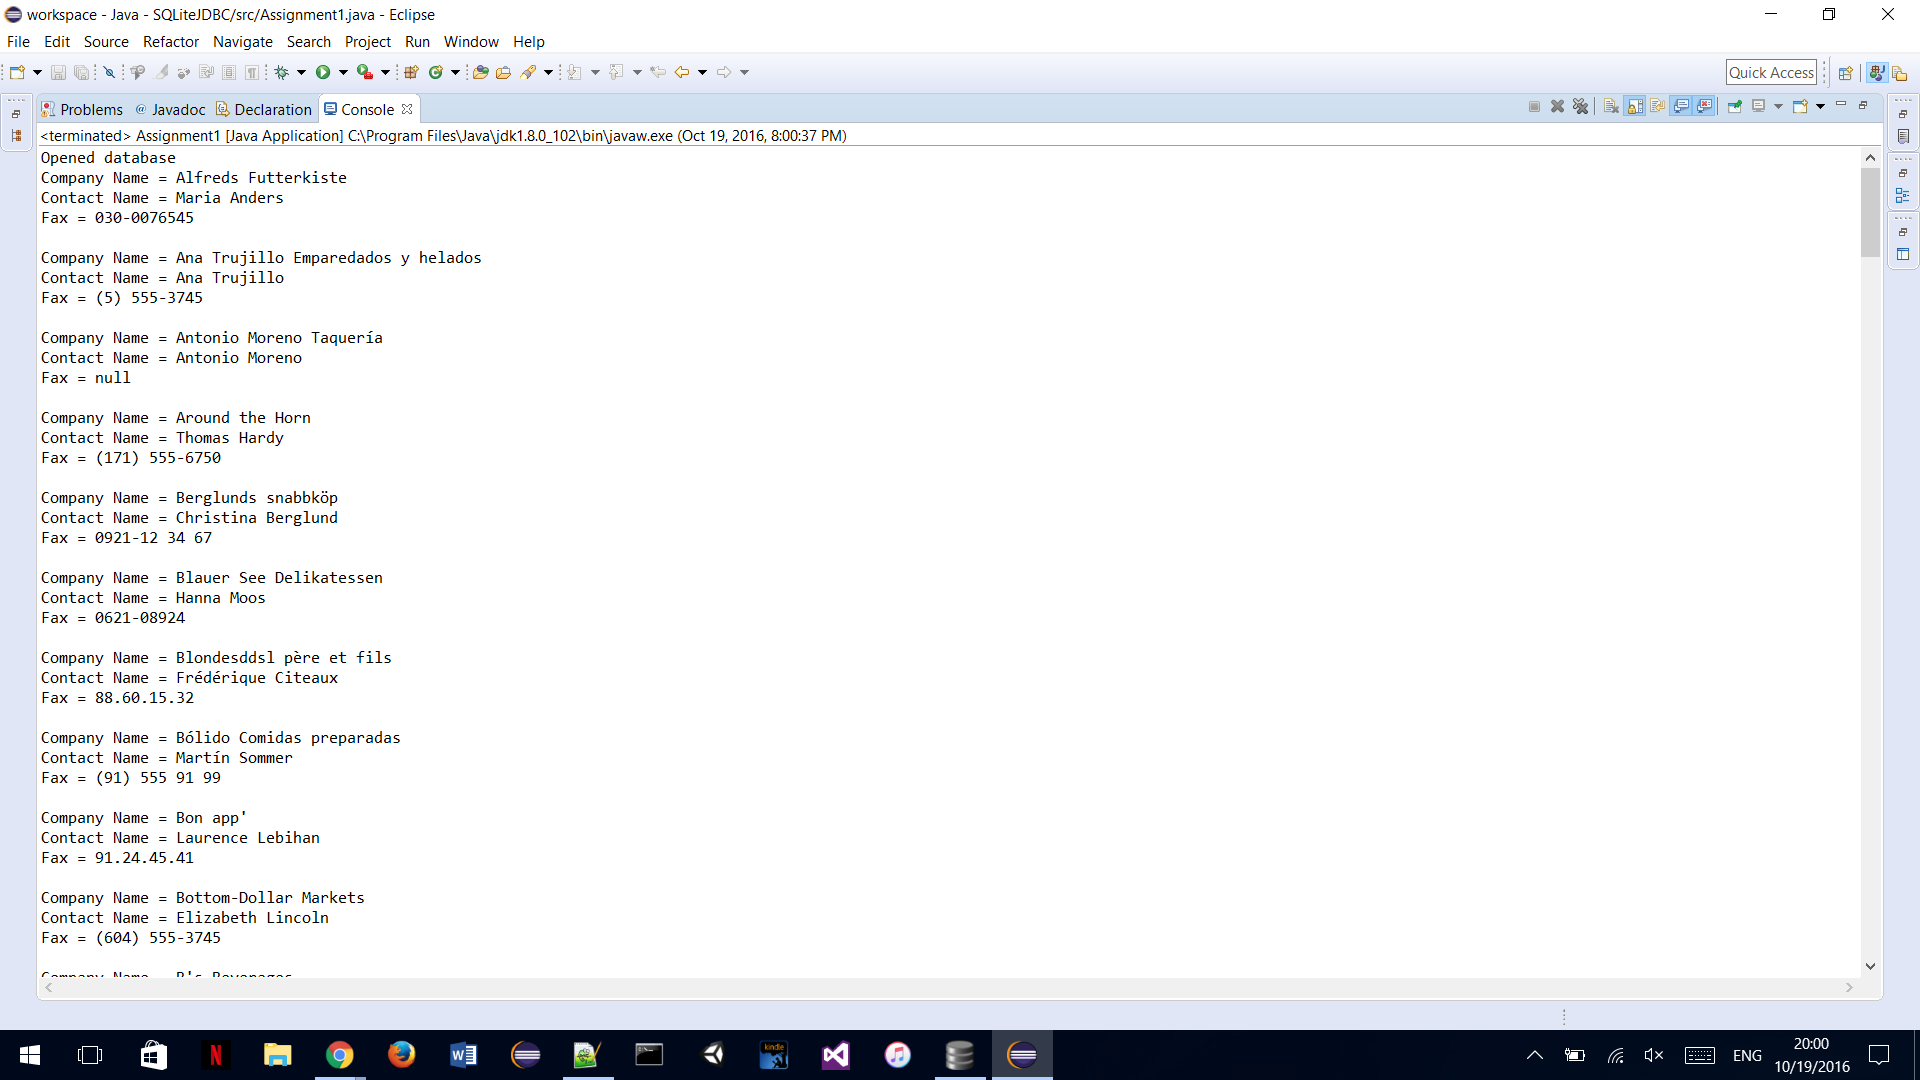 workspace - Java - SQLiteJDBC/src/Assignment1.java - Eclipse
File Edit Source Refactor Navigate Search Project Run Window Help
Quick Access
Problems @ Javadoc Declaration Console
<terminated> Assignment1 [Java Application] C:\Program Files\Java\jdk1.8.0_102\bin\javaw.exe (Oct 19, 2016, 8:00:37 PM)
Opened database
Company Name = Alfreds Futterkiste
Contact Name = Maria Anders
Fax = 030-0076545
Company Name = Ana Trujillo Emparedados y helados
Contact Name = Ana Trujillo
Fax = (5) 555-3745
Company Name = Antonio Moreno Taquería
Contact Name = Antonio Moreno
Fax = null
Company Name = Around the Horn
Contact Name = Thomas Hardy
Fax = (171) 555-6750
Company Name = Berglunds snabbköp
Contact Name = Christina Berglund
Fax = 0921-12 34 67
Company Name = Blauer See Delikatessen
Contact Name = Hanna Moos
Fax = 0621-08924
Company Name = Blondesddsl père et fils
Contact Name = Frédérique Citeaux
Fax = 88.60.15.32
Company Name = Bólido Comidas preparadas
Contact Name = Martín Sommer
Fax = (91) 555 91 99
Company Name = Bon app'
Contact Name = Laurence Lebihan
Fax = 91.24.45.41
Company Name = Bottom-Dollar Markets
Contact Name = Elizabeth Lincoln
Fax = (604) 555-3745
Company Name = B's Beverages
kindle
ENG
20:00
10/19/2016